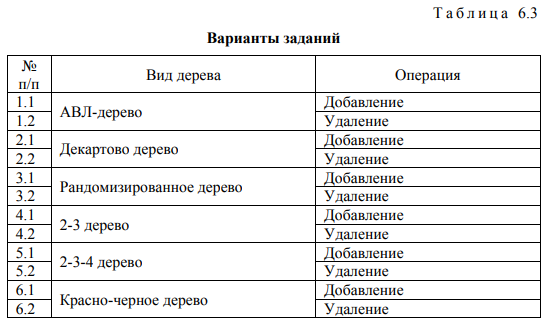 Таблица 6.3
Варианты заданий
№ п/п Вид дерева Операция
1.1 АВЛ-дерево Добавление
1.2 Удаление
2.1 Декартово дерево Добавление
2.2 Удаление
3.1 Рандомизированное дерево Добавление
3.2 Удаление
4.1 2-3 дерево Добавление
4.2 Удаление
5.1 2-3-4 дерево Добавление
5.2 Удаление
6.1 Красно-черное дерево Добавление
6.2 Удаление